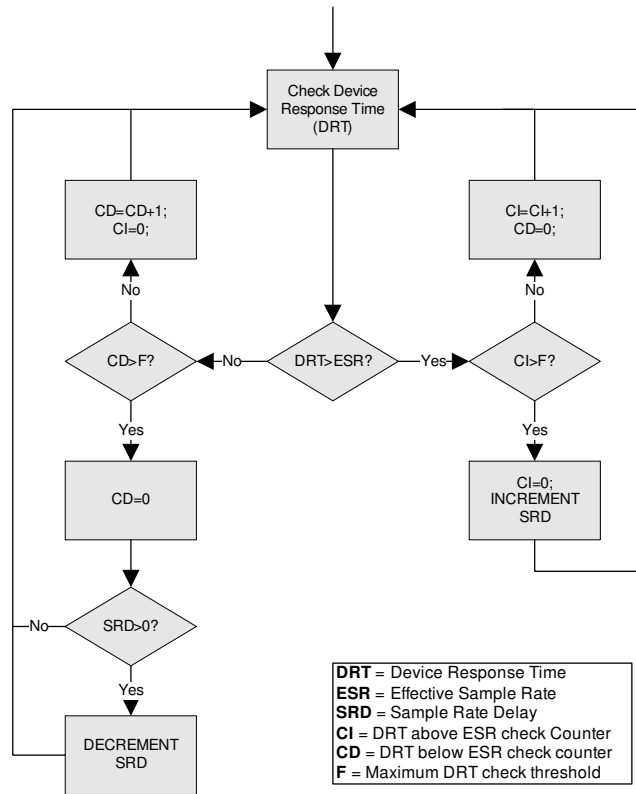 Check Device
Response Time
(DRT)
CD=CD+1;
CI=0;
CI=CI+1;
CD=0;
No
No
CD>F?
No
DRT>ESR?
Yes
CI>F?
Yes
Yes
CD=0
CI=0;
INCREMENT
SRD
No
SRD>0?
Yes
DECREMENT
SRD
DRT = Device Response Time
ESR = Effective Sample Rate
SRD = Sample Rate Delay
CI = DRT above ESR check Counter
CD = DRT below ESR check counter
F = Maximum DRT check threshold